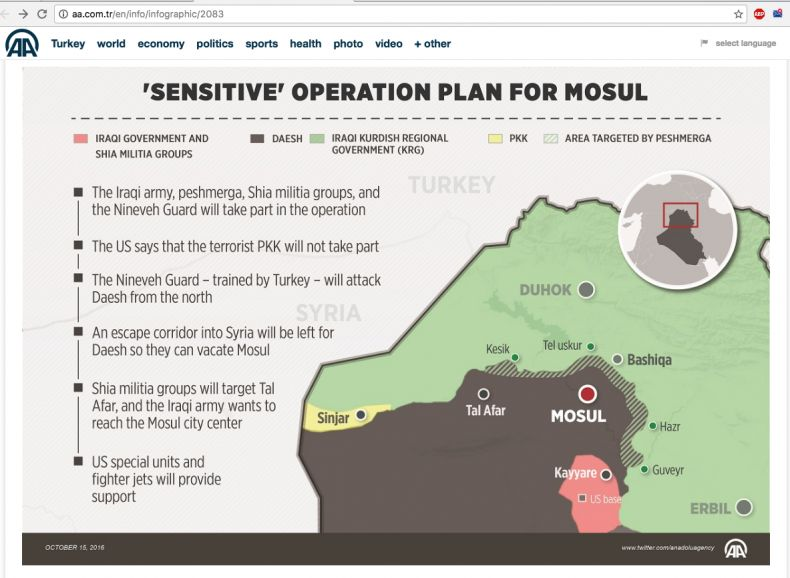 aa.com.tr/en/info/infographic/2083
ABP
AA
Turkey world economy politics sports health photo video + other
select language
'SENSITIVE' OPERATION PLAN FOR MOSUL
IRAQI GOVERNMENT AND
SHIA MILITIA GROUPS
DAESH
IRAQI KURDISH REGIONAL
GOVERNMENT (KRG)
PKK
AREA TARGETED BY PESHMERGA
The Iraqi army, peshmerga, Shia militia groups, and
the Nineveh Guard will take part in the operation
The US says that the terrorist PKK will not take part
The Nineveh Guard – trained by Turkey – will attack
Daesh from the north
An escape corridor into Syria will be left for
Daesh so they can vacate Mosul
Shia militia groups will target Tal
Afar, and the Iraqi army wants to
reach the Mosul city center
US special units and
fighter jets will provide
support
TURKEY
SYRIA
DUHOK
Kesik
Tel uskur
Bashiqa
Sinjar
Tal Afar
MOSUL
Hazr
Kayyare
Guveyr
US base
ERBIL
OCTOBER 15, 2016
www.twitter.com/anadoluagency
AA